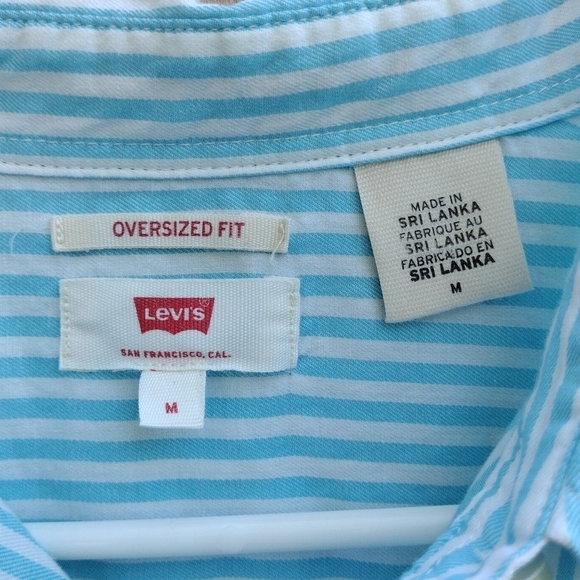 OVERSIZED FIT
LEVI'S
®
SAN FRANCISCO, CAL.
M
MADE IN
SRI LANKA
FABRIQUE AU
SRI LANKA
FABRICADO EN
SRI LANKA
M